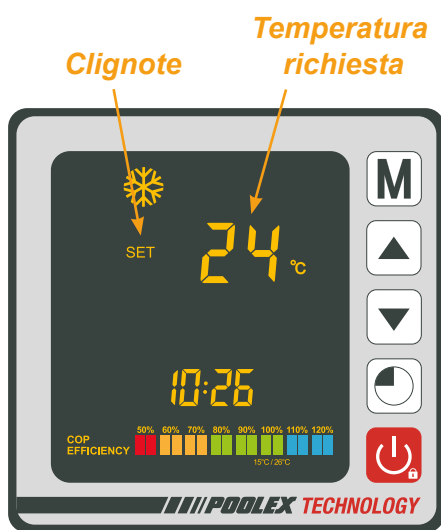 Clignote
Temperatura
richiesta
M
SET
24 °C
10:26
50% 60% 70% 80% 90% 100% 110% 120%
COP
EFFICIENCY
15°C / 26°C
POOLEX TECHNOLOGY